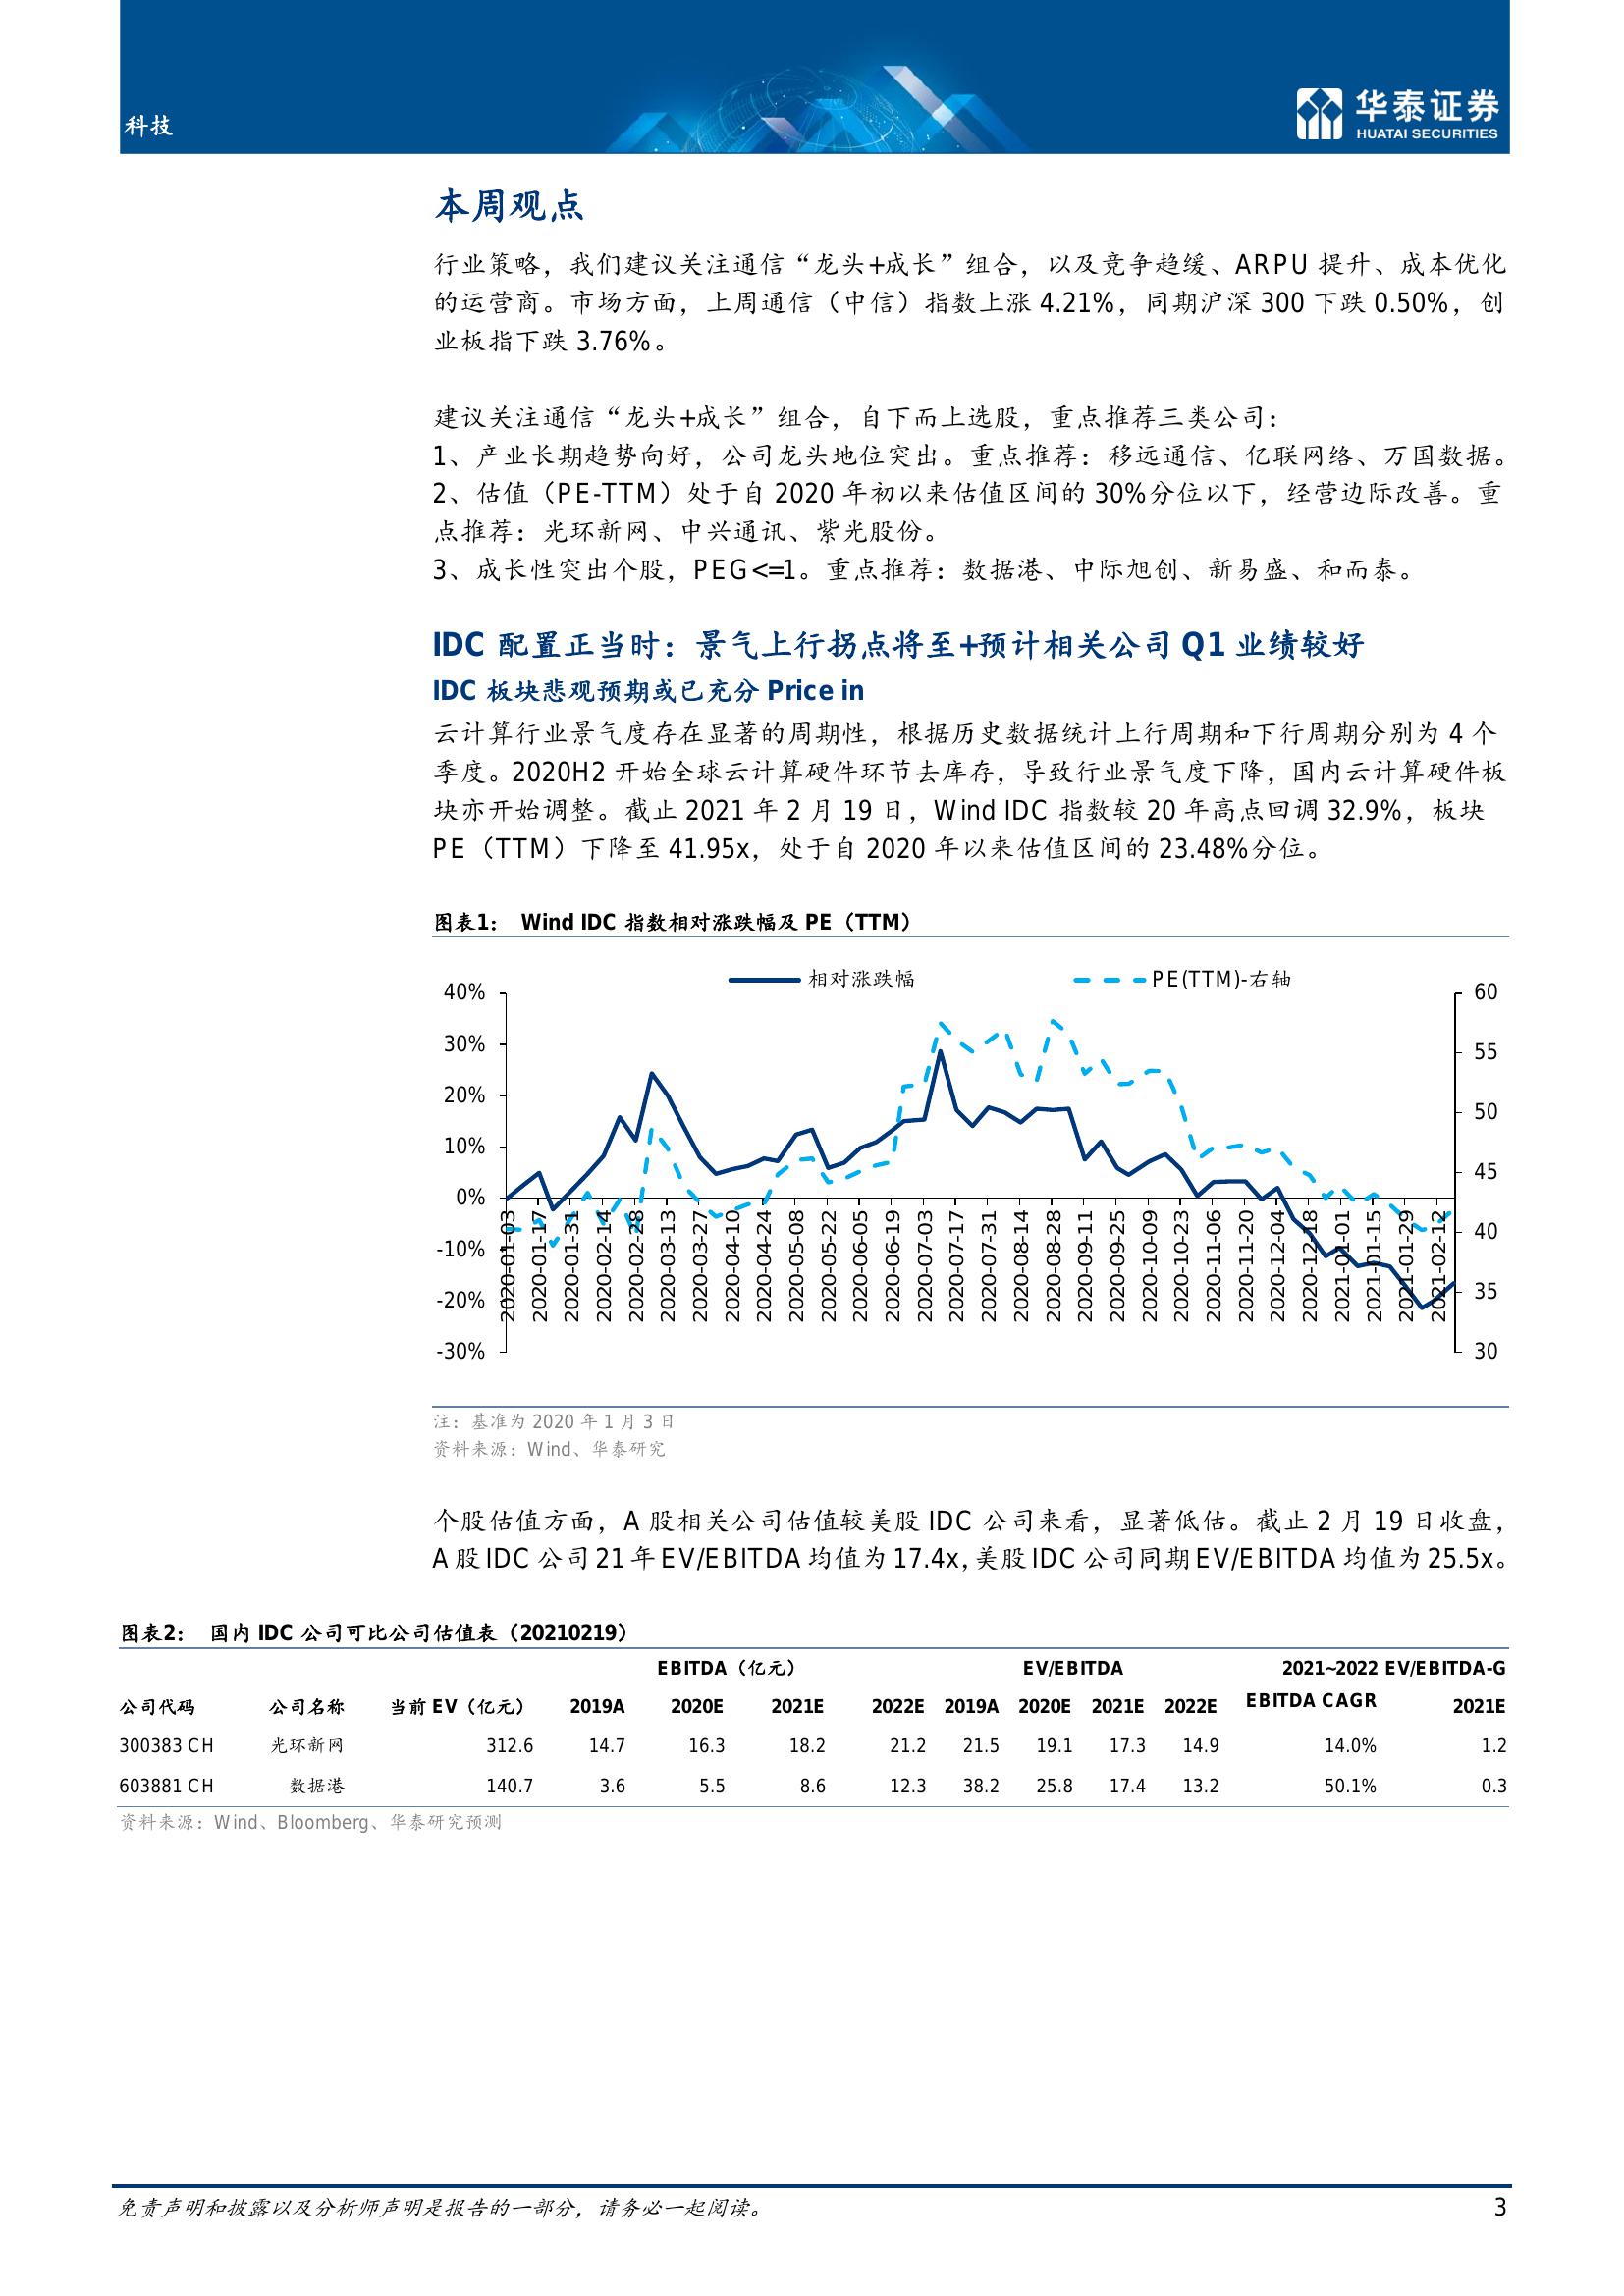 科技
华泰证券
HUATAI SECURITIES
本周观点
行业策略，我们建议关注通信“龙头+成长”组合，以及竞争趋缓、ARPU 提升、成本优化
的运营商。市场方面，上周通信（中信）指数上涨 4.21%，同期沪深 300 下跌 0.50%，创
业板指下跌 3.76%。
建议关注通信“龙头+成长”组合，自下而上选股，重点推荐三类公司：
1、产业长期趋势向好，公司龙头地位突出。重点推荐：移远通信、亿联网络、万国数据。
2、估值（PE-TTM）处于自 2020 年初以来估值区间的 30%分位以下，经营边际改善。重
点推荐：光环新网、中兴通讯、紫光股份。
3、成长性突出个股，PEG<=1。重点推荐：数据港、中际旭创、新易盛、和而泰。
IDC 配置正当时：景气上行拐点将至+预计相关公司 Q1 业绩较好
IDC 板块悲观预期或已充分 Price in
云计算行业景气度存在显著的周期性，根据历史数据统计上行周期和下行周期分别为 4 个
季度。2020H2 开始全球云计算硬件环节去库存，导致行业景气度下降，国内云计算硬件板
块亦开始调整。截止 2021 年 2 月 19 日，Wind IDC 指数较 20 年高点回调 32.9%，板块
PE（TTM）下降至 41.95x，处于自 2020 年以来估值区间的 23.48%分位。
图表1： Wind IDC 指数相对涨跌幅及 PE（TTM）
相对涨跌幅 PE(TTM)-右轴
40% 60
30% 55
20% 50
10% 45
0% 40
-10% 35
-20% 30
-30%
2020-01-03 2020-01-17 2020-01-31 2020-02-14 2020-02-28 2020-03-13 2020-03-27 2020-04-10 2020-04-24 2020-05-08 2020-05-22 2020-06-05 2020-06-19 2020-07-03 2020-07-17 2020-07-31 2020-08-14 2020-08-28 2020-09-11 2020-09-25 2020-10-09 2020-10-23 2020-11-06 2020-11-20 2020-12-04 2020-12-18 2021-01-01 2021-01-15 2021-01-29 2021-02-12
注：基准为 2020 年 1 月 3 日
资料来源：Wind、华泰研究
个股估值方面，A 股相关公司估值较美股 IDC 公司来看，显著低估。截止 2 月 19 日收盘，
A 股 IDC 公司 21 年 EV/EBITDA 均值为 17.4x，美股 IDC 公司同期 EV/EBITDA 均值为 25.5x。
图表2： 国内 IDC 公司可比公司估值表（20210219）
EBITDA（亿元） EV/EBITDA 2021~2022 EV/EBITDA-G
公司代码 公司名称 当前 EV（亿元） 2019A 2020E 2021E 2022E 2019A 2020E 2021E 2022E EBITDA CAGR 2021E
300383 CH 光环新网 312.6 14.7 16.3 18.2 21.2 21.5 19.1 17.3 14.9 14.0% 1.2
603881 CH 数据港 140.7 3.6 5.5 8.6 12.3 38.2 25.8 17.4 13.2 50.1% 0.3
资料来源：Wind、Bloomberg、华泰研究预测
免责声明和披露以及分析师声明是报告的一部分，请务必一起阅读。 3